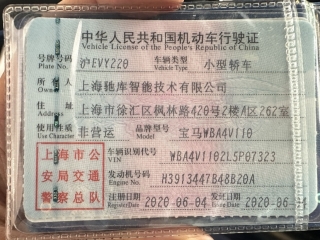 中华人民共和国机动车行驶证
Vehicle License of the People's Republic of China
号牌号码 沪EVY220 车辆类型 小型轿车
Plate No. Vehicle Type
所有人 上海驰库智能技术有限公司
Owner
住址 上海市徐汇区枫林路420号2楼A区262室
Address
使用性质 非营运 品牌型号 宝马WBA4V110
Use Character Model
上海市公安局交通警察总队
车辆识别代号 WBA4V1102L5P07323
VIN
发动机号码 H3913447B48B20A
Engine No.
注册日期 2020-06-04 发证日期 2020-06-04
Register Date Issue Date